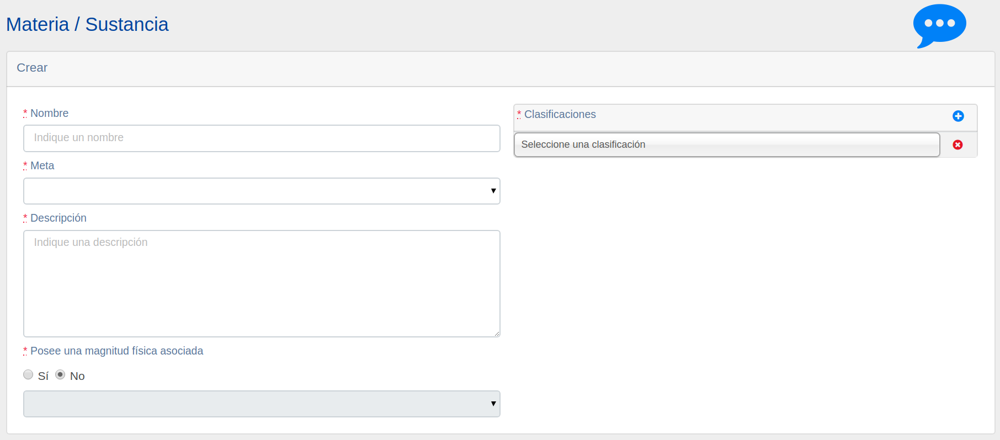 Materia / Sustancia
Crear
* Nombre
Indique un nombre
* Meta
* Descripción
Indique una descripción
* Posee una magnitud física asociada
Sí No
* Clasificaciones
Seleccione una clasificación